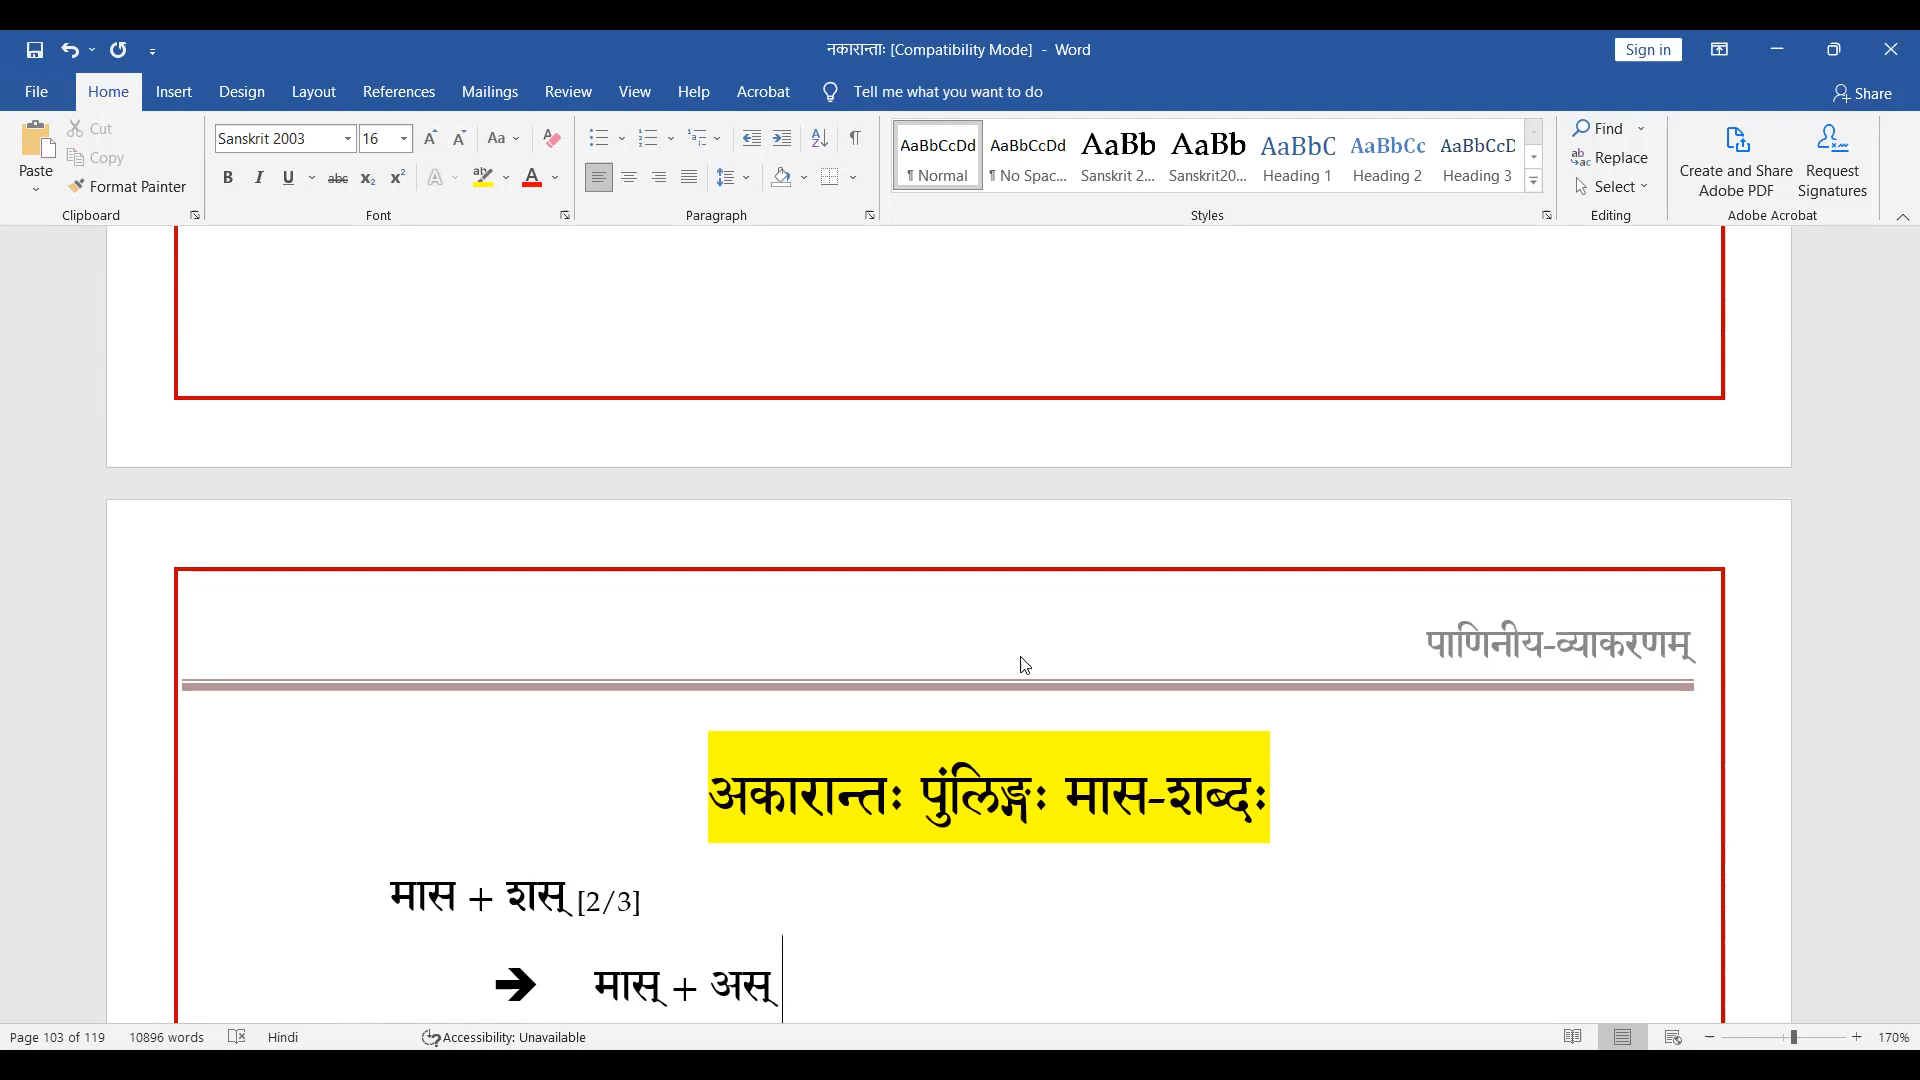 नकारान्ताः [Compatibility Mode] - Word
Sign in
File Home Insert Design Layout References Mailings Review View Help Acrobat Tell me what you want to do
Share
Paste
Cut
Copy
Format Painter
Clipboard
Sanskrit 2003 16
Font
Paragraph
AaBbCcDd AaBbCcDd AaBb AaBb AaBbC AaBbCc AaBbCcD
¶ Normal ¶ No Spac... Sanskrit 2... Sanskrit20... Heading 1 Heading 2 Heading 3
Styles
Find
Replace
Select
Editing
Create and Share
Adobe PDF
Request
Signatures
Adobe Acrobat
पाणिनीय-व्याकरणम्
अकारान्तः पुंलिङ्गः मास-शब्दः
मास + शस् [2/3]
➔ मास् + अस्
Page 103 of 119 10896 words Hindi Accessibility: Unavailable 170%